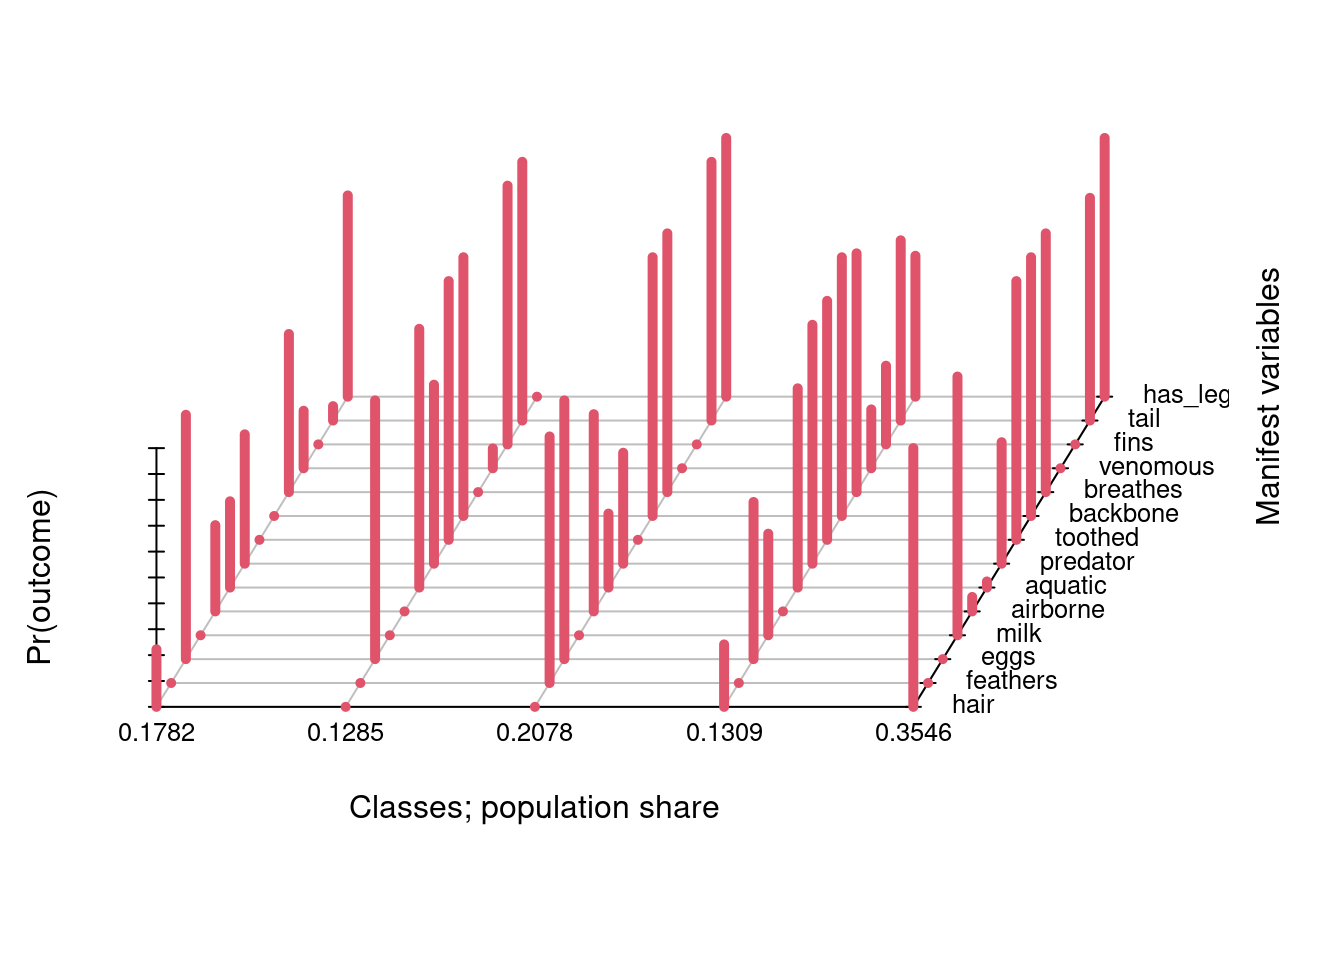 Pr(outcome)
Manifest variables
has_leg
tail
fins
venomous
breathes
backbone
toothed
predator
aquatic
airborne
milk
eggs
feathers
hair
0.1782 0.1285 0.2078 0.1309 0.3546
Classes; population share